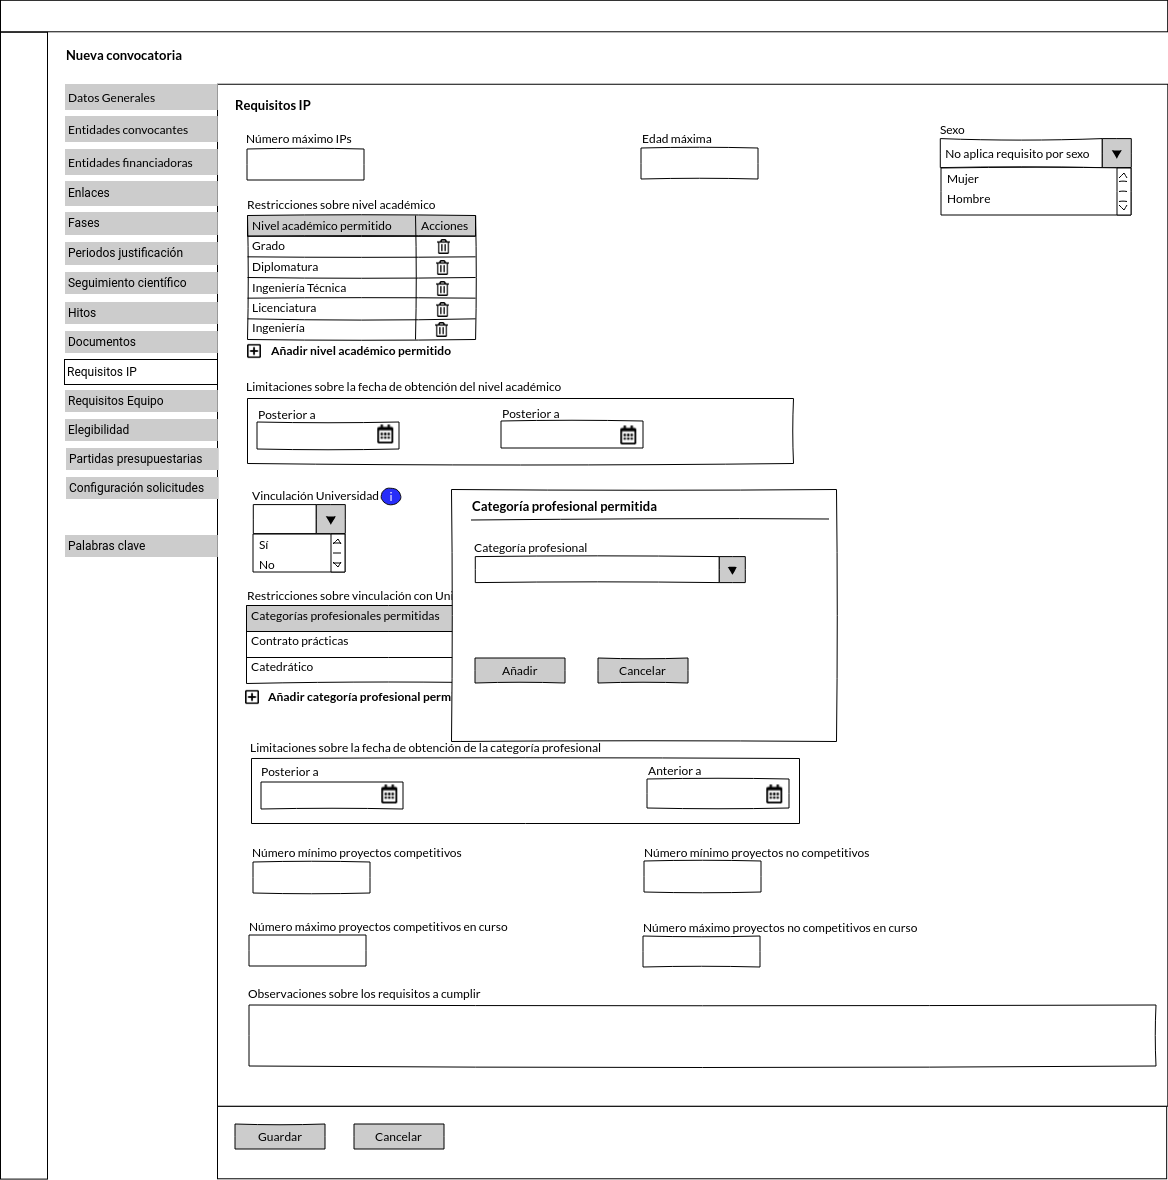 Nueva convocatoria
Datos Generales
Entidades convocantes
Entidades financiadoras
Enlaces
Fases
Periodos justificación
Seguimiento científico
Hitos
Documentos
Requisitos IP
Requisitos Equipo
Elegibilidad
Partidas presupuestarias
Configuración solicitudes
Palabras clave
Requisitos IP
Número máximo IPs
Edad máxima
Sexo
No aplica requisito por sexo
Mujer
Hombre
Restricciones sobre nivel académico
Nivel académico permitido Acciones
Grado
Diplomatura
Ingeniería Técnica
Licenciatura
Ingeniería
Añadir nivel académico permitido
Limitaciones sobre la fecha de obtención del nivel académico
Posterior a Posterior a
Vinculación Universidad i
Sí
No
Restricciones sobre vinculación con Uni
Categorías profesionales permitidas
Contrato prácticas
Catedrático
Añadir categoría profesional perm
Categoría profesional permitida
Categoría profesional
Añadir Cancelar
Limitaciones sobre la fecha de obtención de la categoría profesional
Posterior a Anterior a
Número mínimo proyectos competitivos Número mínimo proyectos no competitivos
Número máximo proyectos competitivos en curso Número máximo proyectos no competitivos en curso
Observaciones sobre los requisitos a cumplir
Guardar Cancelar